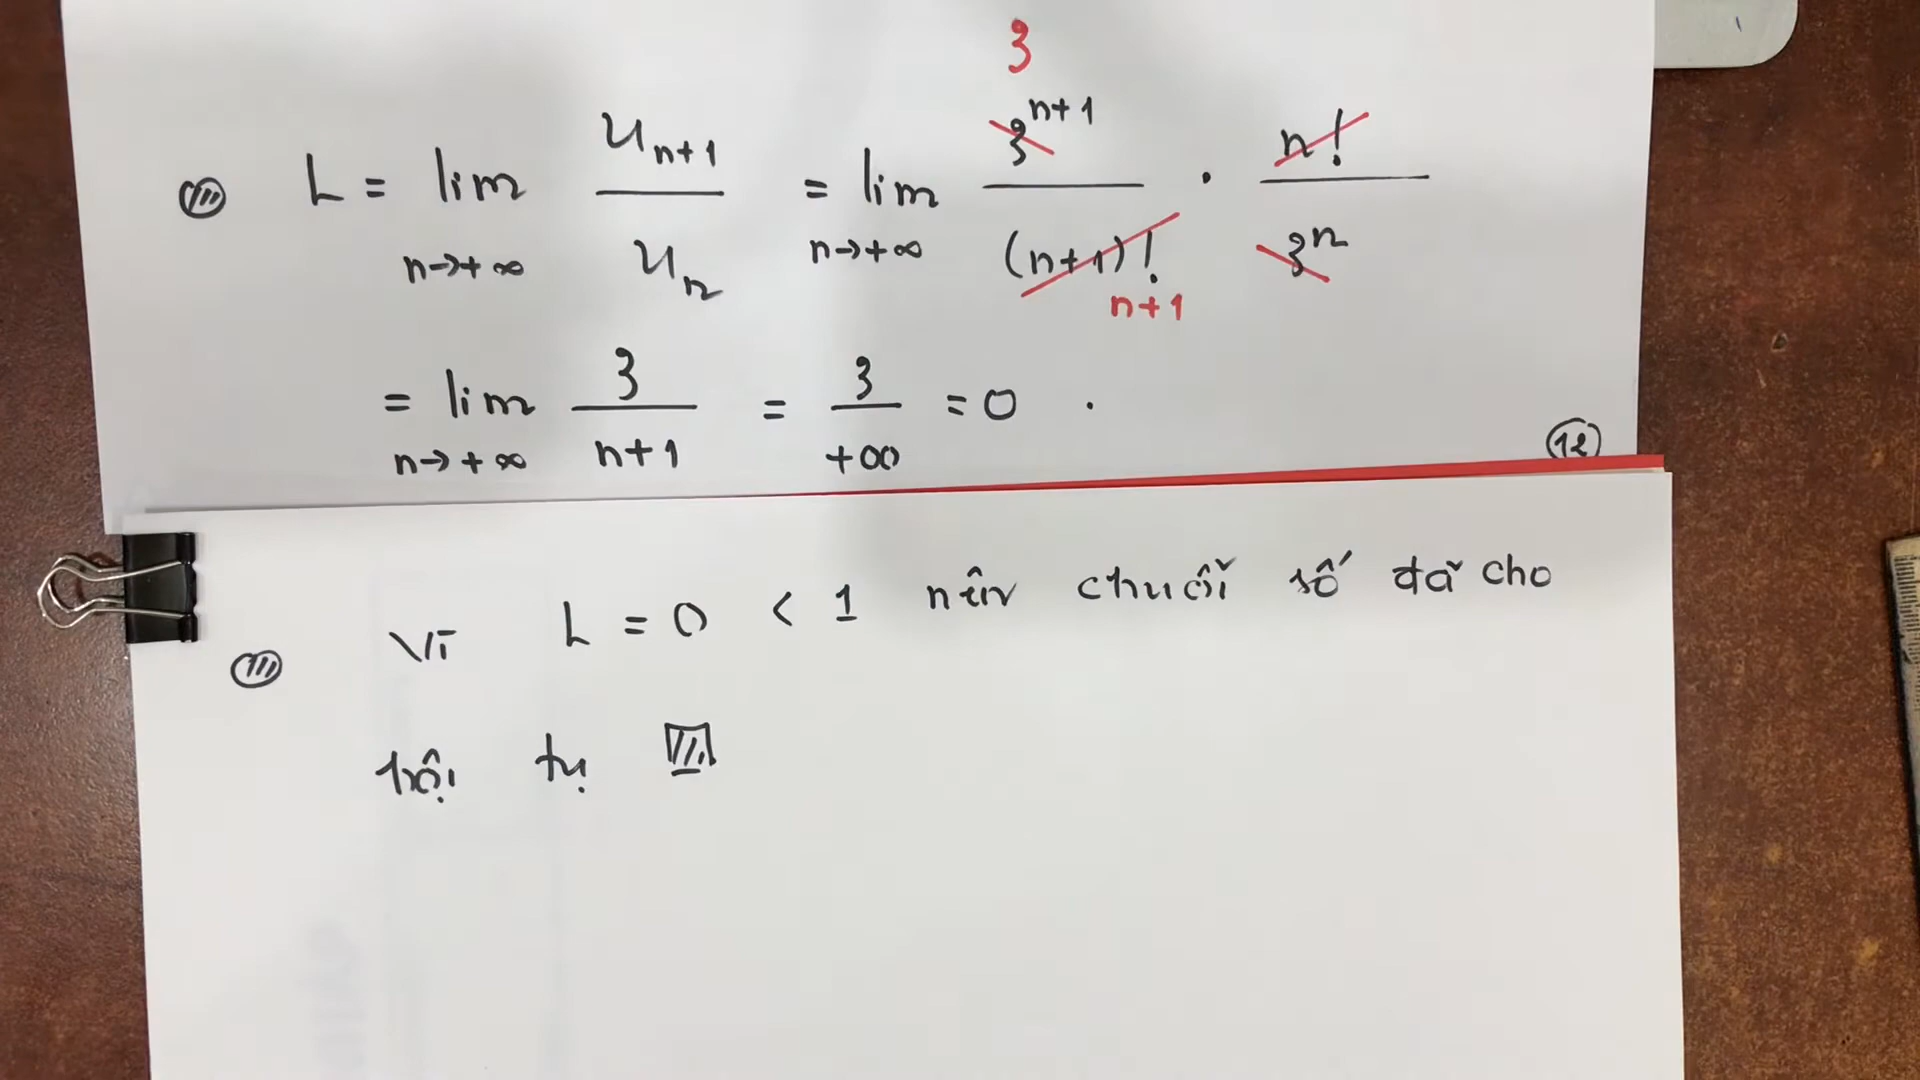 L = lim n→+∞ u_{n+1} / u_n = lim n→+∞ 3^{n+1} / (n+1)! · n! / 3^n
3
n+1
= lim n→+∞ 3 / n+1 = 3 / +∞ = 0 .
12
Vì L = 0 < 1 nên chuỗi số đã cho
hội tụ